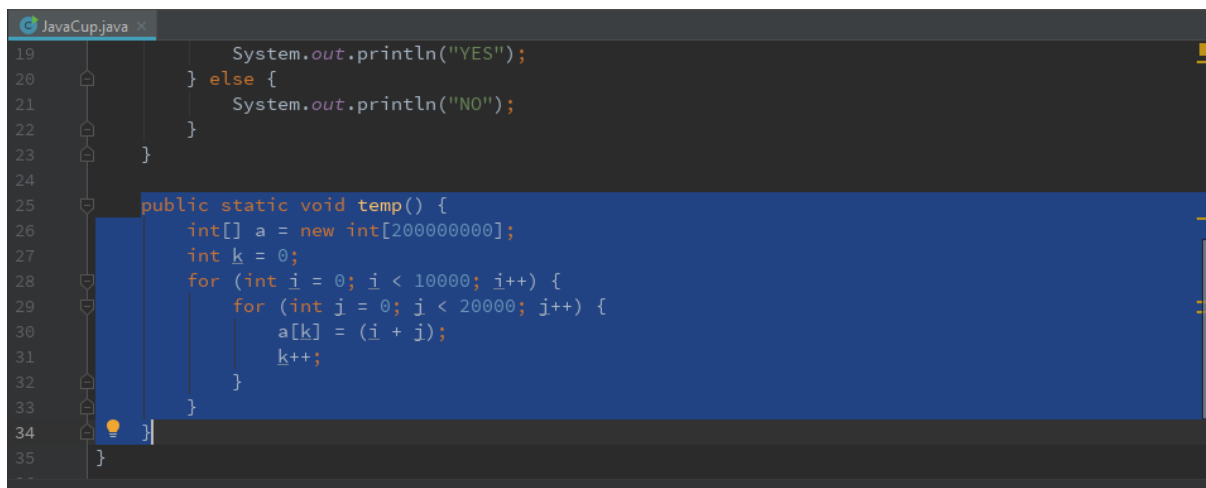 JavaCup.java
19 System.out.println("YES");
20 } else {
21 System.out.println("NO");
22 }
23 }
24
25 public static void temp() {
26 int[] a = new int[200000000];
27 int k = 0;
28 for (int i = 0; i < 10000; i++) {
29 for (int j = 0; j < 20000; j++) {
30 a[k] = (i + j);
31 k++;
32 }
33 }
34 }
35 }